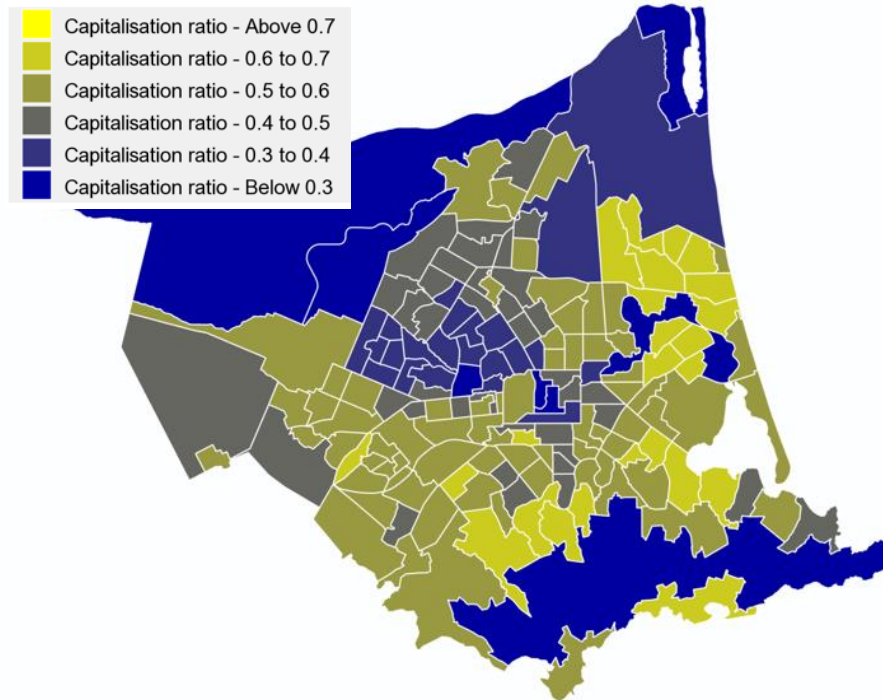 Capitalisation ratio - Above 0.7
Capitalisation ratio - 0.6 to 0.7
Capitalisation ratio - 0.5 to 0.6
Capitalisation ratio - 0.4 to 0.5
Capitalisation ratio - 0.3 to 0.4
Capitalisation ratio - Below 0.3